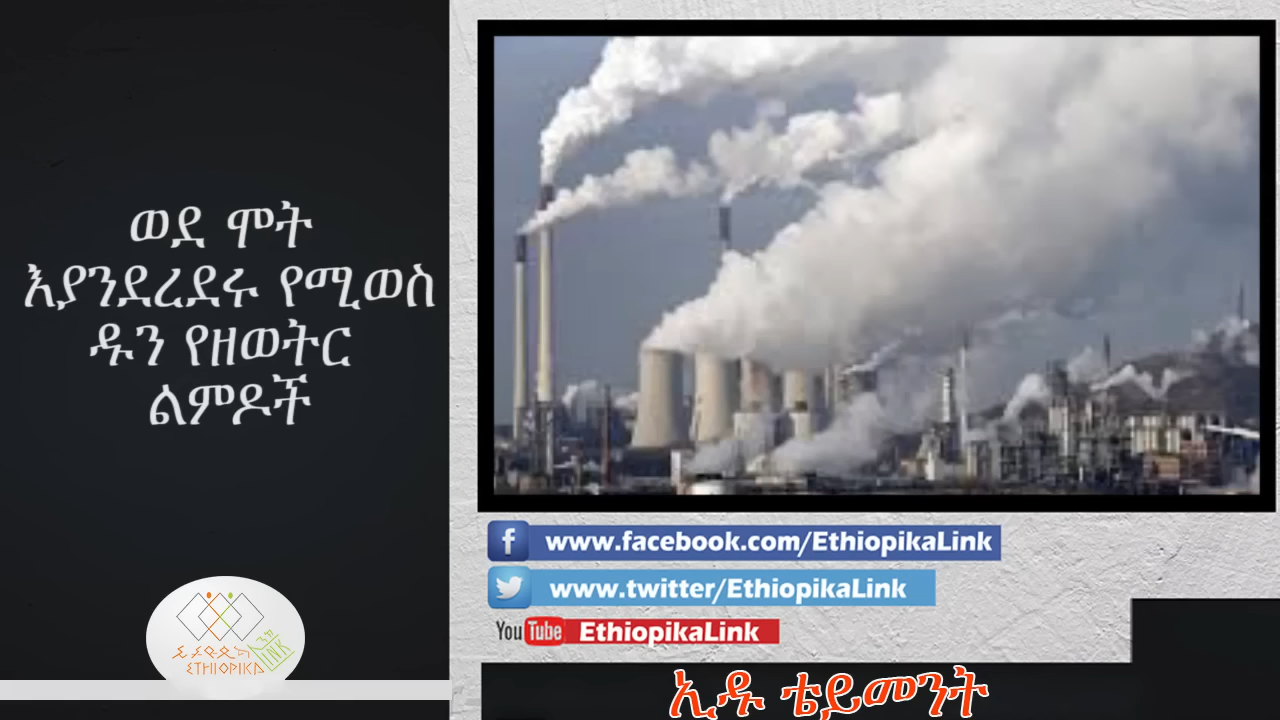 ወደ ሞት
እያንደረደሩ የሚወስ
ዱን የዘወትር
ልምዶች
f www.facebook.com/EthiopikaLink
www.twitter/EthiopikaLink
YouTube EthiopikaLink
ETHIOPIKA
LINK
ኢዱ ቴይመንት